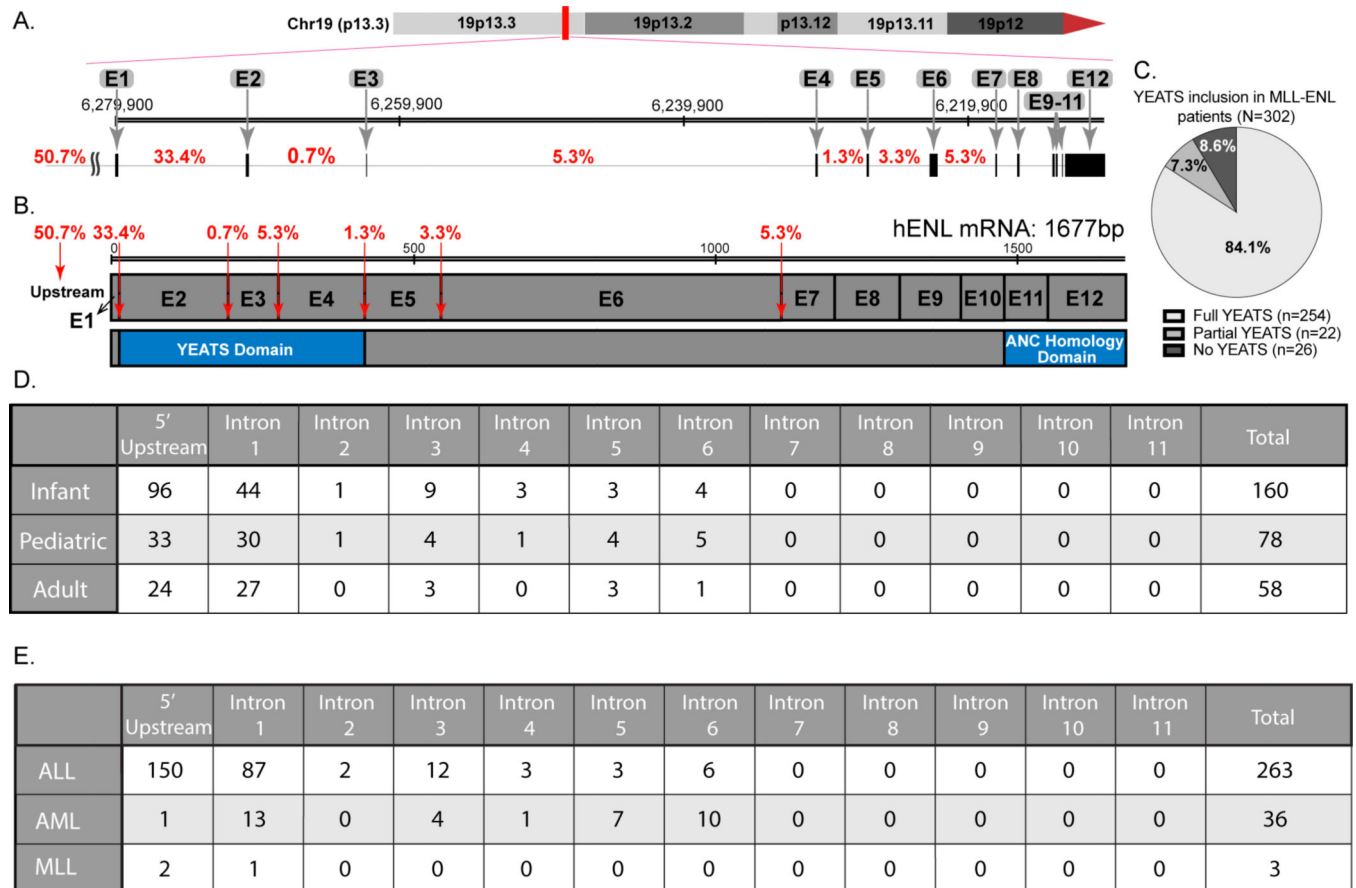 A.
Chr19 (p13.3) 19p13.3 19p13.2 p13.12 19p13.11 19p12
E1 E2 E3 E4 E5 E6 E7 E8 E12
E9-11
6,279,900 6,259,900 6,239,900 6,219,900
50.7% 33.4% 0.7% 5.3% 1.3% 3.3% 5.3%
B.
50.7% 33.4% 0.7% 5.3% 1.3% 3.3% 5.3%
hENL mRNA: 1677bp
0 500 1000 1500
Upstream
E1
E2 E3 E4 E5 E6 E7 E8 E9 E10 E11 E12
YEATS Domain
ANC Homology
Domain
C.
YEATS inclusion in MLL-ENL
patients (N=302)
8.6%
7.3%
84.1%
Full YEATS (n=254)
Partial YEATS (n=22)
No YEATS (n=26)
D.
5' Upstream Intron 1 Intron 2 Intron 3 Intron 4 Intron 5 Intron 6 Intron 7 Intron 8 Intron 9 Intron 10 Intron 11 Total
Infant 96 44 1 9 3 3 4 0 0 0 0 0 160
Pediatric 33 30 1 4 1 4 5 0 0 0 0 0 78
Adult 24 27 0 3 0 3 1 0 0 0 0 0 58
E.
5' Upstream Intron 1 Intron 2 Intron 3 Intron 4 Intron 5 Intron 6 Intron 7 Intron 8 Intron 9 Intron 10 Intron 11 Total
ALL 150 87 2 12 3 3 6 0 0 0 0 0 263
AML 1 13 0 4 1 7 10 0 0 0 0 0 36
MLL 2 1 0 0 0 0 0 0 0 0 0 0 3